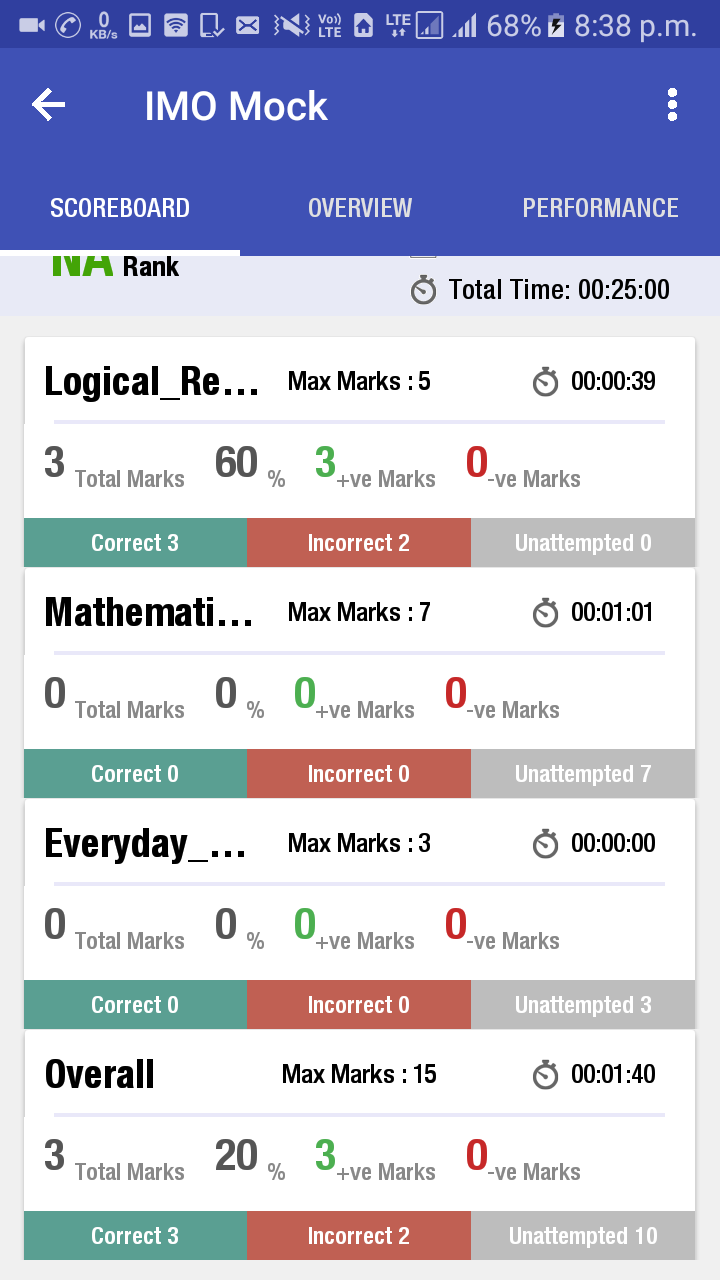 0 KB/s Vo)) LTE LTE 68% 8:38 p.m.
IMO Mock
SCOREBOARD OVERVIEW PERFORMANCE
NA Rank
Total Time: 00:25:00
Logical_Re... Max Marks : 5 00:00:39
3 Total Marks 60 % 3 +ve Marks 0 -ve Marks
Correct 3 Incorrect 2 Unattempted 0
Mathemati... Max Marks : 7 00:01:01
0 Total Marks 0 % 0 +ve Marks 0 -ve Marks
Correct 0 Incorrect 0 Unattempted 7
Everyday_... Max Marks : 3 00:00:00
0 Total Marks 0 % 0 +ve Marks 0 -ve Marks
Correct 0 Incorrect 0 Unattempted 3
Overall Max Marks : 15 00:01:40
3 Total Marks 20 % 3 +ve Marks 0 -ve Marks
Correct 3 Incorrect 2 Unattempted 10